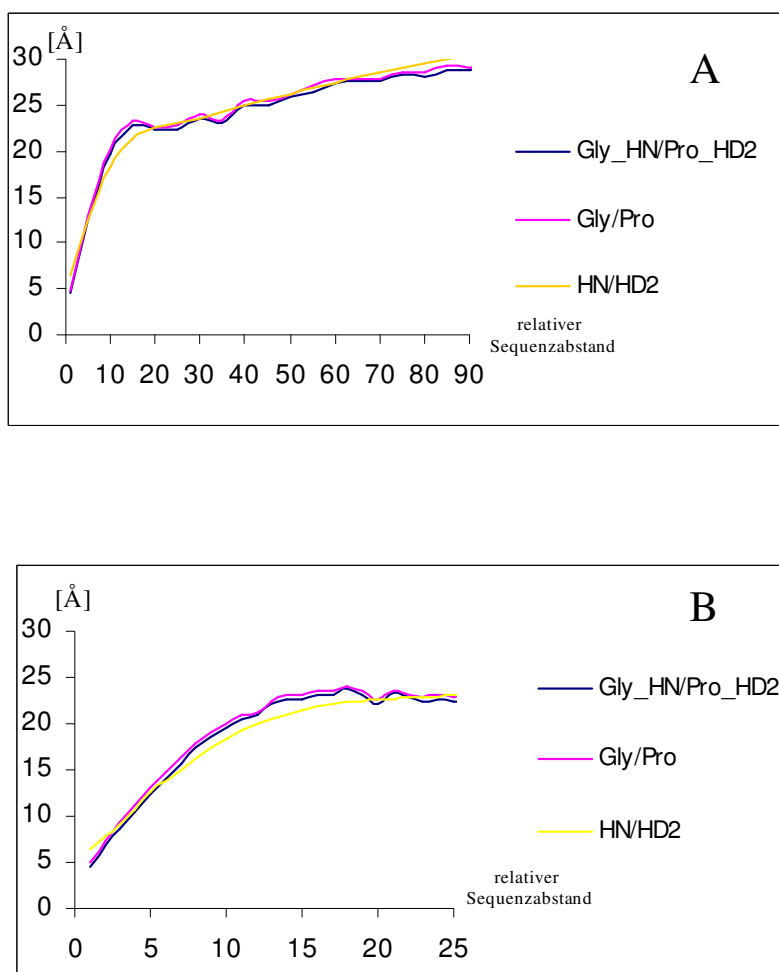 [Å]
A
30
25
20
15
10
5
0
Gly_HN/Pro_HD2
Gly/Pro
HN/HD2
relativer
Sequenzabstand
0 10 20 30 40 50 60 70 80 90
[Å]
B
30
25
20
15
10
5
0
Gly_HN/Pro_HD2
Gly/Pro
HN/HD2
relativer
Sequenzabstand
0 5 10 15 20 25